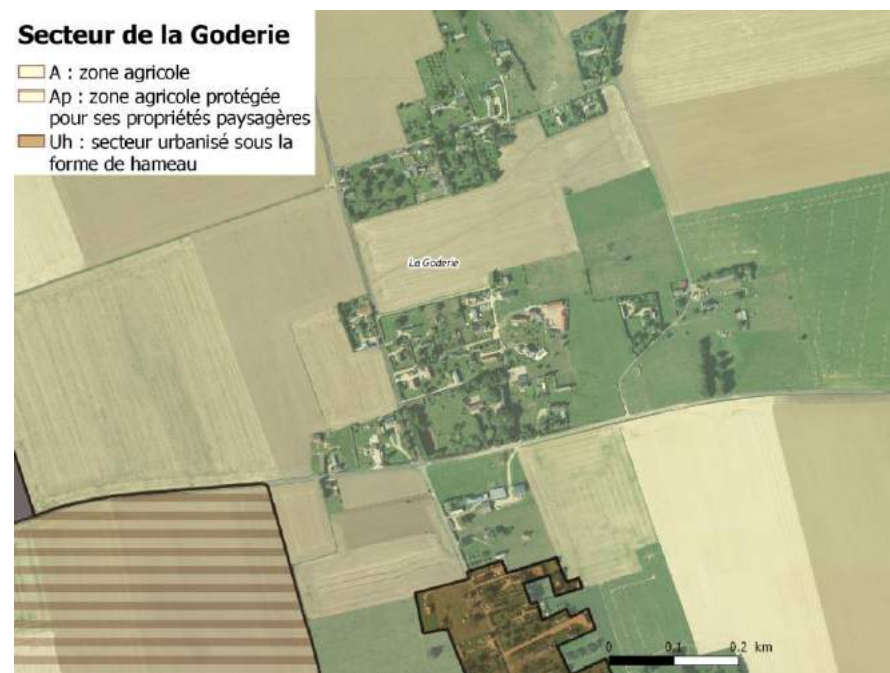 Secteur de la Goderie
A : zone agricole
Ap : zone agricole protégée
pour ses propriétés paysagères
Uh : secteur urbanisé sous la
forme de hameau
La Goderie
0 0.1 0.2 km